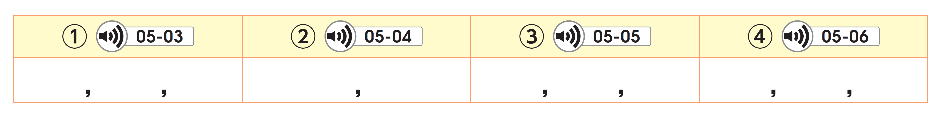 ① 05-03 ② 05-04 ③ 05-05 ④ 05-06
, , , , , , ,